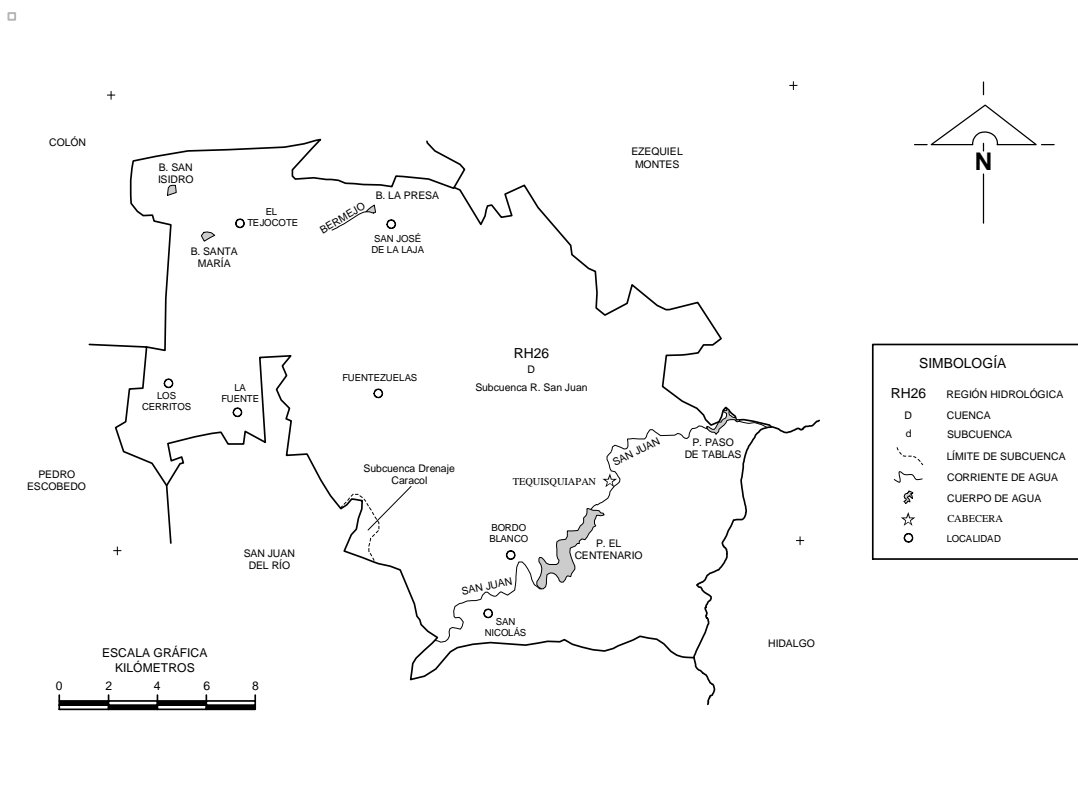 COLÓN
EZEQUIEL
MONTES
N
B. SAN
ISIDRO
B. LA PRESA
EL
TEJOCOTE
BERMEJO
SAN JOSÉ
DE LA LAJA
B. SANTA
MARÍA
RH26
D
Subcuenca R. San Juan
FUENTEZUELAS
LOS
CERRITOS
LA
FUENTE
SAN JUAN
P. PASO
DE TABLAS
PEDRO
ESCOBEDO
Subcuenca Drenaje
Caracol
TEQUISQUIAPAN
BORDO
BLANCO
P. EL
CENTENARIO
SAN JUAN
DEL RÍO
SAN JUAN
SAN
NICOLÁS
HIDALGO
SIMBOLOGÍA
RH26 REGIÓN HIDROLÓGICA
D CUENCA
d SUBCUENCA
LÍMITE DE SUBCUENCA
CORRIENTE DE AGUA
CUERPO DE AGUA
CABECERA
LOCALIDAD
ESCALA GRÁFICA
KILÓMETROS
0 2 4 6 8